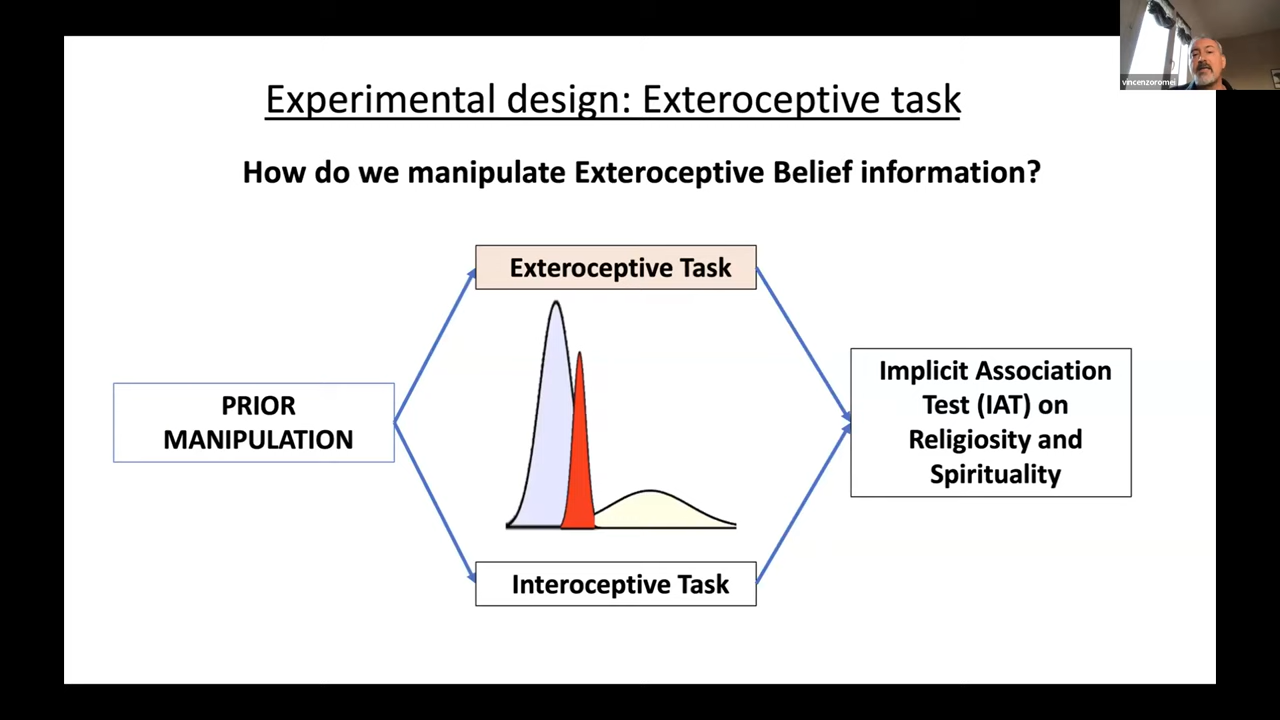 vincenzoromei
Experimental design: Exteroceptive task
How do we manipulate Exteroceptive Belief information?
Exteroceptive Task
PRIOR
MANIPULATION
Implicit Association
Test (IAT) on
Religiosity and
Spirituality
Interoceptive Task